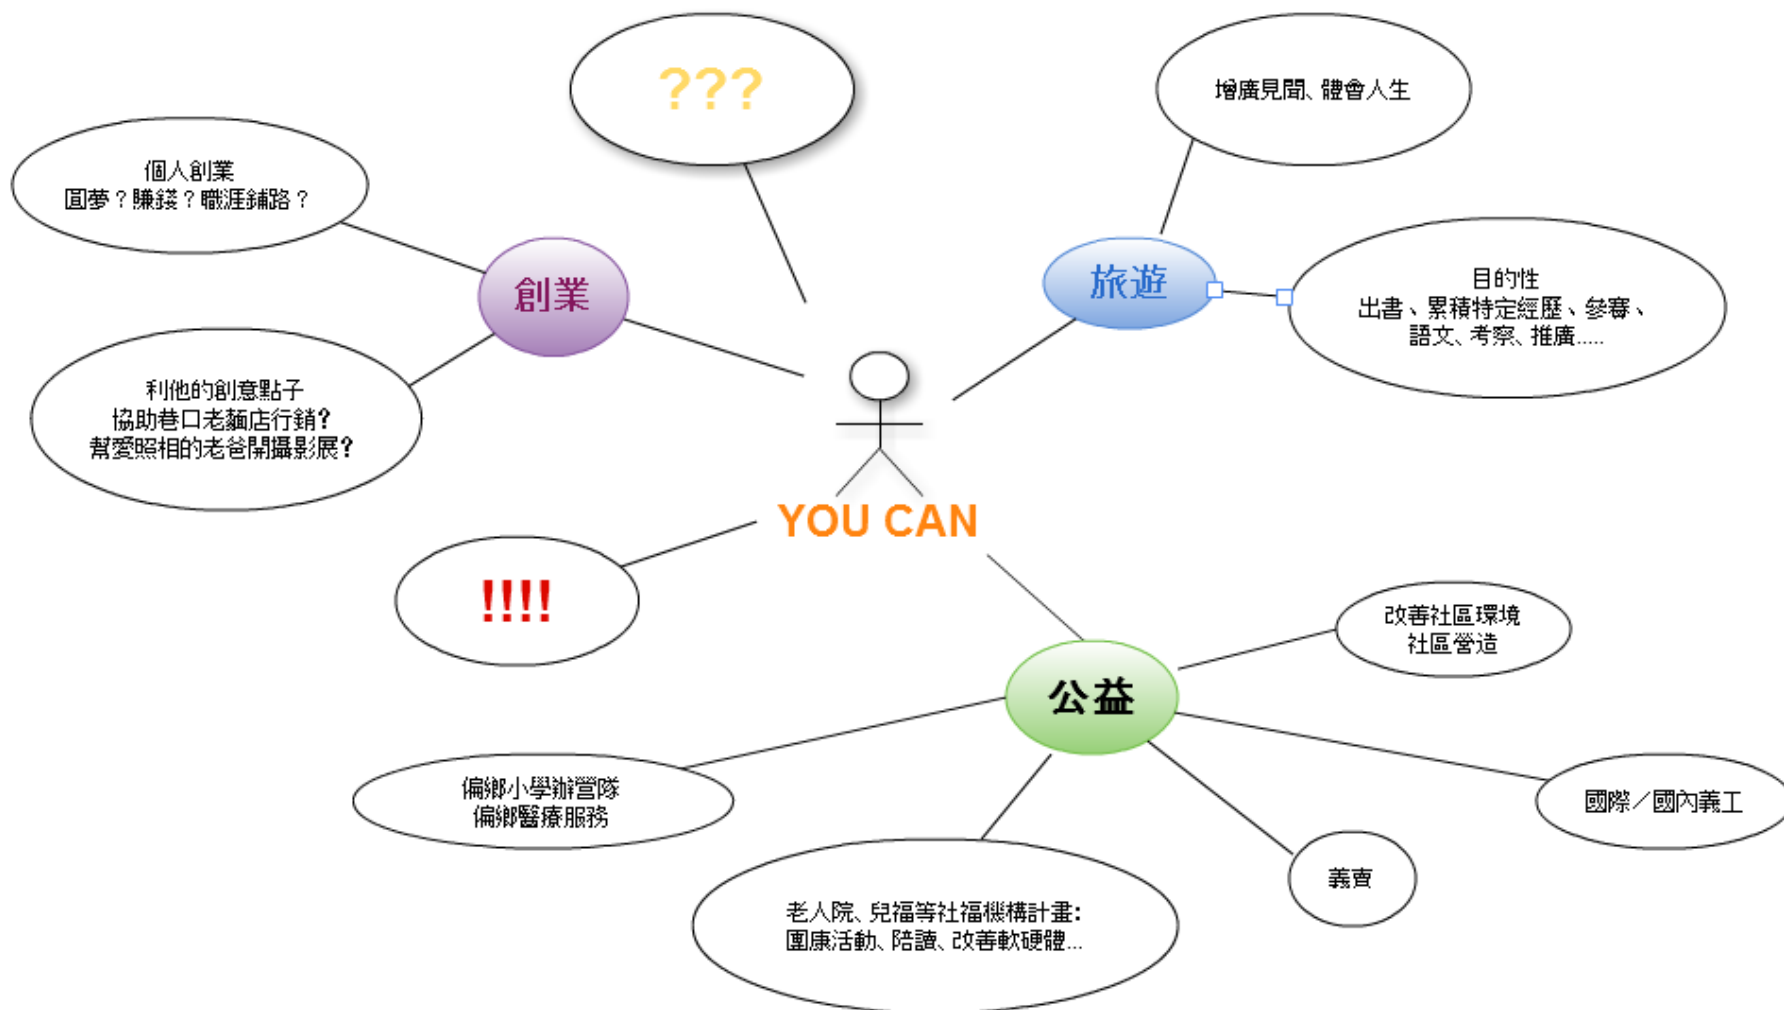 ???
增廣見聞、體會人生
個人創業
圓夢？賺錢？職涯鋪路？
創業
旅遊
目的性
出書、累積特定經歷、參賽、
語文、考察、推廣.....
利他的創意點子
協助巷口老麵店行銷?
幫愛照相的老爸開攝影展?
YOU CAN
!!!!
改善社區環境
社區營造
公益
偏鄉小學辦營隊
偏鄉醫療服務
國際／國內義工
義賣
老人院、兒福等社福機構計畫:
團康活動、陪讀、改善軟硬體...